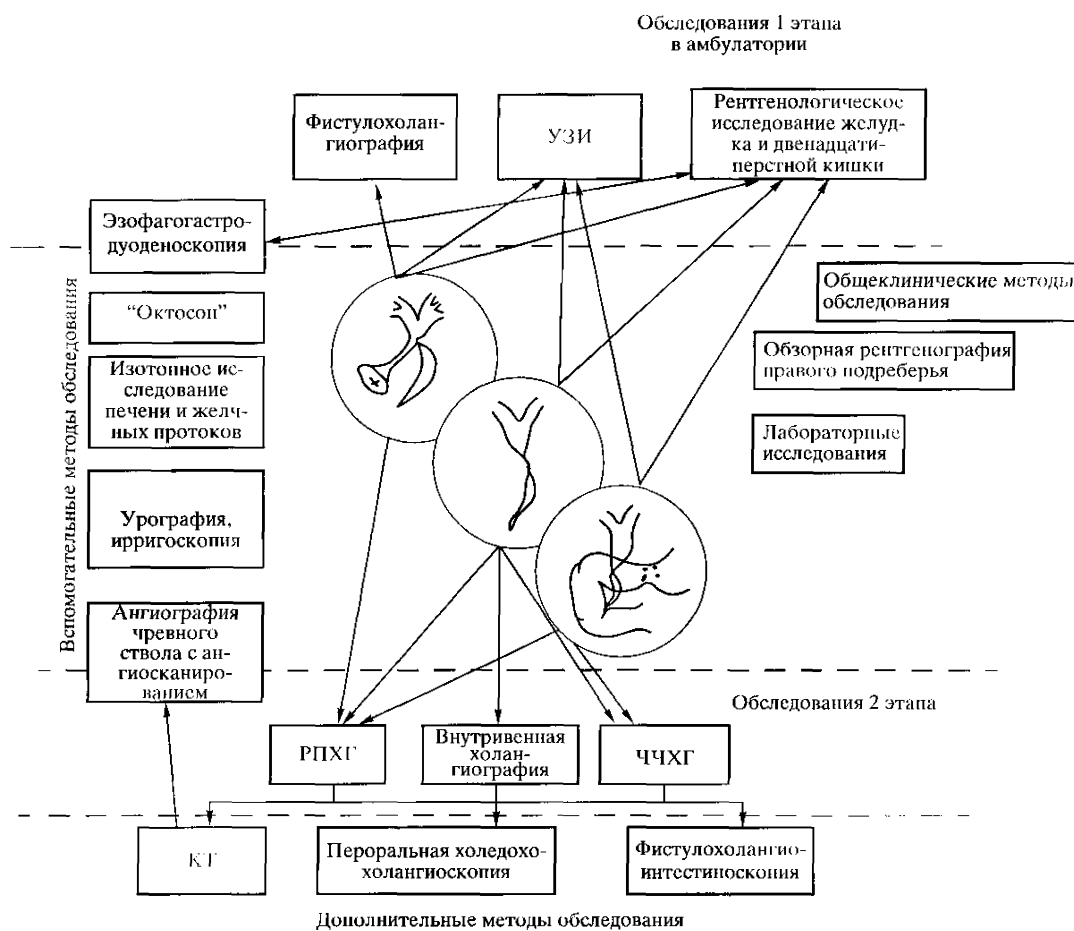 Обследования 1 этапа
в амбулатории
Фистулохолан-
гиография
УЗИ
Рентгенологическое
исследование желуд-
ка и двенадцати-
перстной кишки
Эзофагогастро-
дуоденоскопия
Вспомогательные методы обследования
"Октосон"
Изотопное ис-
следование
печени и желч-
ных протоков
Урография,
ирригоскопия
Ангиография
чревного
ствола с ан-
гиосканиро-
ванием
Общеклинические методы
обследования
Обзорная рентгенография
правого подреберья
Лабораторные
исследования
Обследования 2 этапа
РПХГ
Внутривенная
холан-
гиография
ЧЧХГ
КТ
Пероральная холедохо-
холангиоскопия
Фистулохолангио-
интестиноскопия
Дополнительные методы обследования